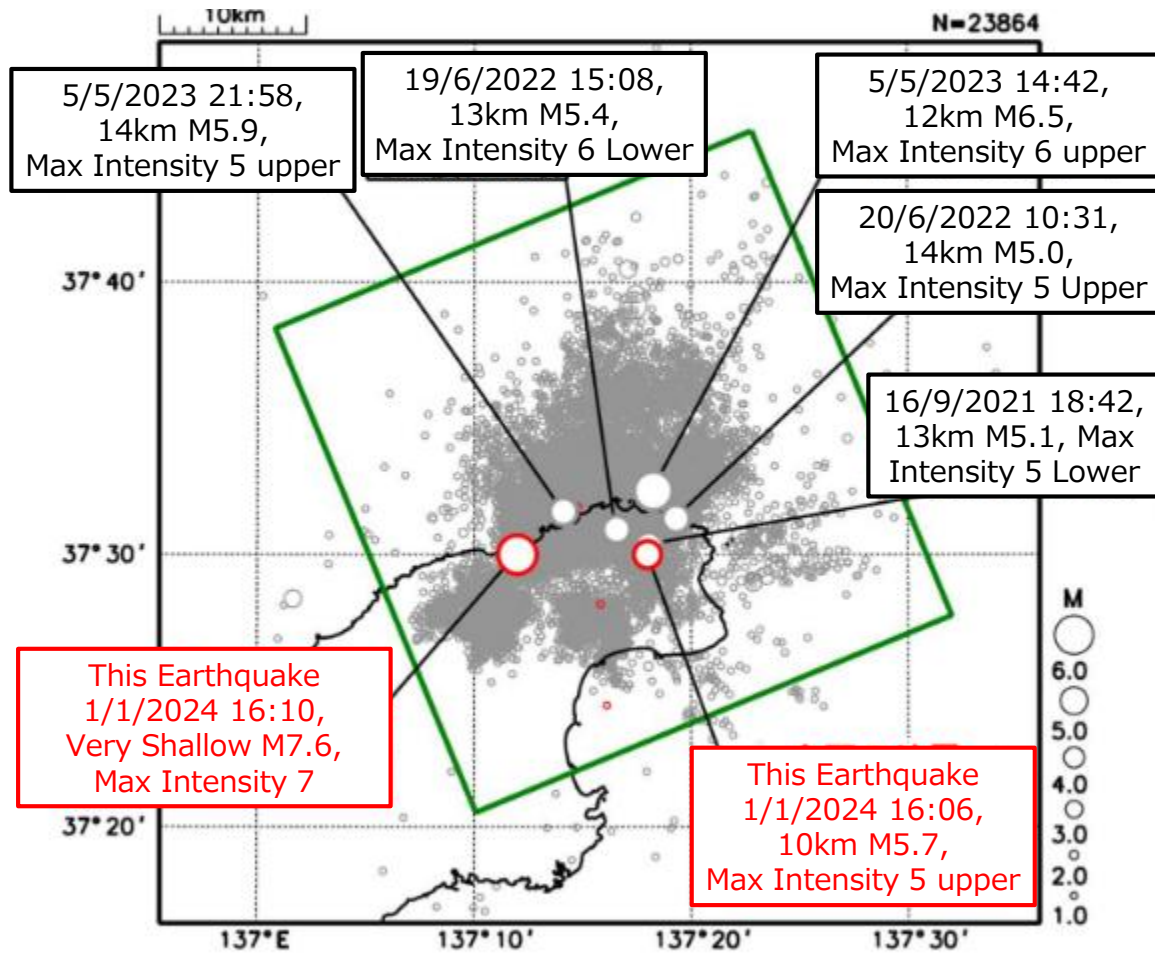 10km
N=23864
5/5/2023 21:58,
14km M5.9,
Max Intensity 5 upper
19/6/2022 15:08,
13km M5.4,
Max Intensity 6 Lower
5/5/2023 14:42,
12km M6.5,
Max Intensity 6 upper
20/6/2022 10:31,
14km M5.0,
Max Intensity 5 Upper
16/9/2021 18:42,
13km M5.1, Max
Intensity 5 Lower
37°40'
37°30'
37°20'
This Earthquake
1/1/2024 16:10,
Very Shallow M7.6,
Max Intensity 7
This Earthquake
1/1/2024 16:06,
10km M5.7,
Max Intensity 5 upper
M
6.0
5.0
4.0
3.0
2.0
1.0
137°E
137°10'
137°20'
137°30'